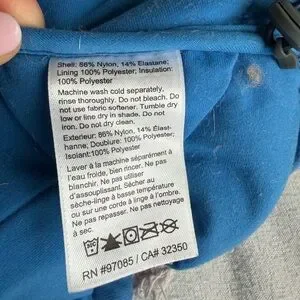 Shell: 86% Nylon, 14% Elastane;
Lining 100% Polyester; Insulation:
100% Polyester
Machine wash cold separately,
rinse thoroughly. Do not bleach. Do
not use fabric softener. Tumble dry
low or line dry in shade. Do not
iron. Do not dry clean.
Exterieur: 86% Nylon, 14% Élast-
hanne; Doublure: 100% Polyester;
Isolant:100% Polyester
Laver à la machine séparément à
l'eau froide. Bien rincer. Ne pas
blanchir. Ne pas utiliser
d'assouplissant. Séchage
sèche-linge à basse température
ou sur une corde à l'ombre.
Ne pas repasser. Ne pas nettoyage
à sec.
RN #97085 / CA# 32350